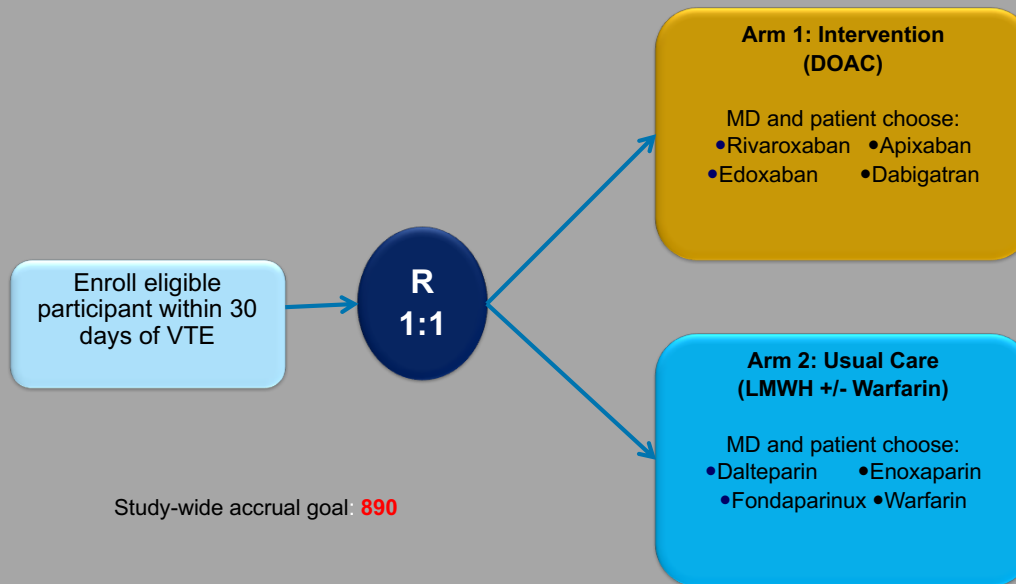 Enroll eligible
participant within 30
days of VTE
R
1:1
Arm 1: Intervention
(DOAC)
MD and patient choose:
•Rivaroxaban •Apixaban
•Edoxaban •Dabigatran
Arm 2: Usual Care
(LMWH +/- Warfarin)
MD and patient choose:
•Dalteparin •Enoxaparin
•Fondaparinux •Warfarin
Study-wide accrual goal: 890